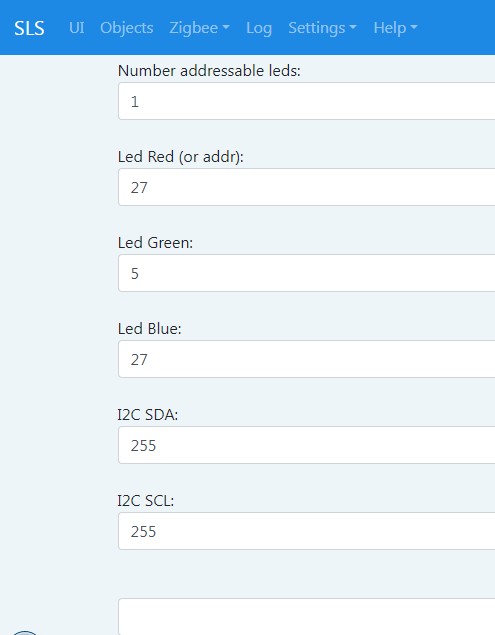 SLS UI Objects Zigbee Log Settings Help
Number addressable leds:
1
Led Red (or addr):
27
Led Green:
5
Led Blue:
27
I2C SDA:
255
I2C SCL:
255